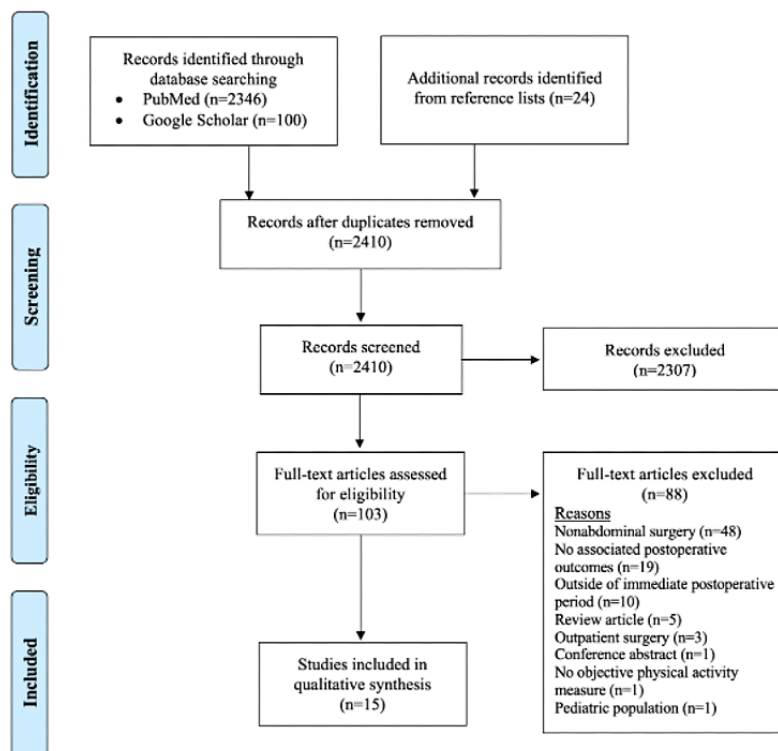 Identification
Records identified through
database searching
• PubMed (n=2346)
• Google Scholar (n=100)
Additional records identified
from reference lists (n=24)
Screening
Records after duplicates removed
(n=2410)
Records screened
(n=2410)
Records excluded
(n=2307)
Eligibility
Full-text articles assessed
for eligibility
(n=103)
Full-text articles excluded
(n=88)
Reasons
Nonabdominal surgery (n=48)
No associated postoperative
outcomes (n=19)
Outside of immediate postoperative
period (n=10)
Review article (n=5)
Outpatient surgery (n=3)
Conference abstract (n=1)
No objective physical activity
measure (n=1)
Pediatric population (n=1)
Included
Studies included in
qualitative synthesis
(n=15)